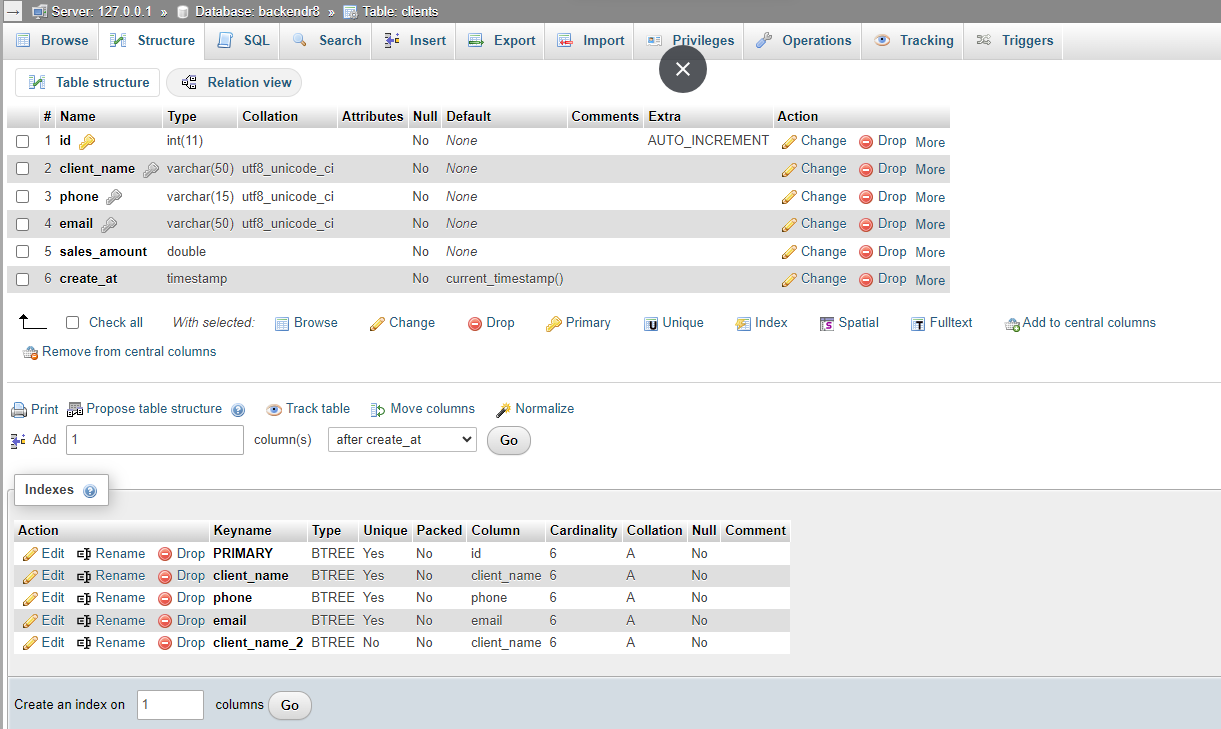 Server: 127.0.0.1 » Database: backendr8 » Table: clients
Browse Structure SQL Search Insert Export Import Privileges Operations Tracking Triggers
Table structure Relation view
# Name Type Collation Attributes Null Default Comments Extra Action
1 id int(11) No None AUTO_INCREMENT Change Drop More
2 client_name varchar(50) utf8_unicode_ci No None Change Drop More
3 phone varchar(15) utf8_unicode_ci No None Change Drop More
4 email varchar(50) utf8_unicode_ci No None Change Drop More
5 sales_amount double No None Change Drop More
6 create_at timestamp No current_timestamp() Change Drop More
Check all With selected: Browse Change Drop Primary Unique Index Spatial Fulltext Add to central columns
Remove from central columns
Print Propose table structure Track table Move columns Normalize
Add 1 column(s) after create_at Go
Indexes
Action Keyname Type Unique Packed Column Cardinality Collation Null Comment
Edit Rename Drop PRIMARY BTREE Yes No id 6 A No
Edit Rename Drop client_name BTREE Yes No client_name 6 A No
Edit Rename Drop phone BTREE Yes No phone 6 A No
Edit Rename Drop email BTREE Yes No email 6 A No
Edit Rename Drop client_name_2 BTREE No No client_name 6 A No
Create an index on 1 columns Go